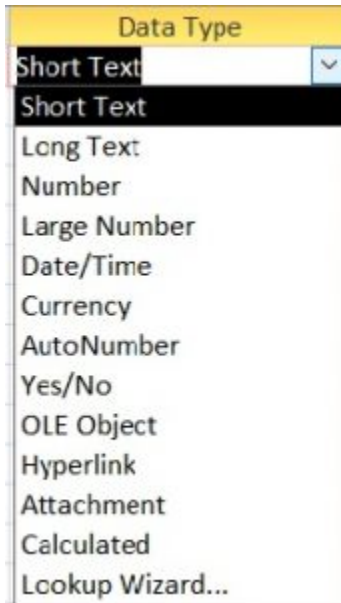 Data Type
Short Text
Short Text
Long Text
Number
Large Number
Date/Time
Currency
AutoNumber
Yes/No
OLE Object
Hyperlink
Attachment
Calculated
Lookup Wizard...